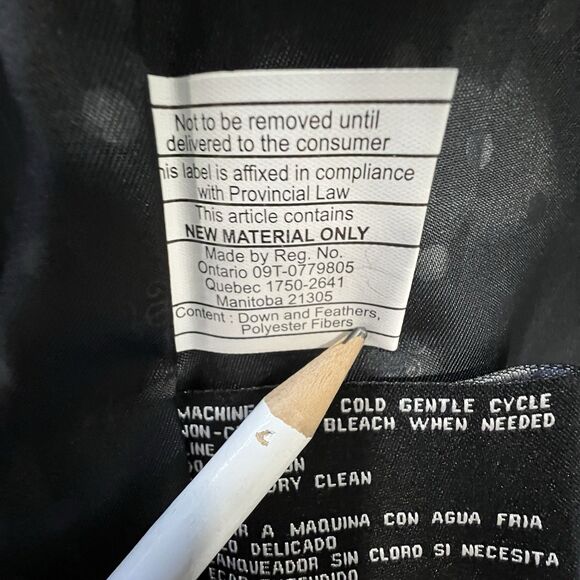 Not to be removed until
delivered to the consumer
his label is affixed in compliance
with Provincial Law
This article contains
NEW MATERIAL ONLY
Made by Reg. No.
Ontario 09T-0779805
Quebec 1750-2641
Manitoba 21305
Content : Down and Feathers,
Polyester Fibers
MACHINE COLD GENTLE CYCLE
BLEACH WHEN NEEDED
DRY CLEAN
A MAQUINA CON AGUA FRIA
DELICADO
SIN CLORO SI NECESITA